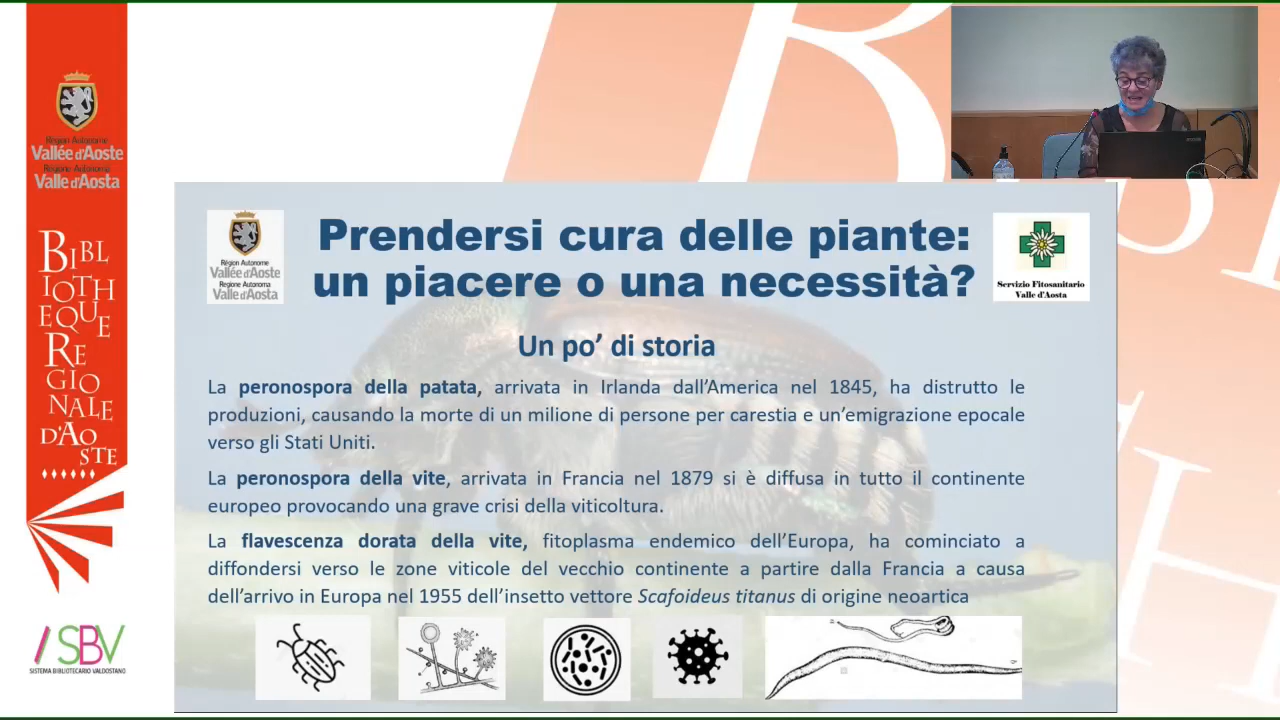 Région Autonome
Vallée d'Aoste
Regione Autonoma
Valle d'Aosta
BIBL
IOTH
EQUE
RE
GIO
NALE
D'AO
STE
/SBV
SISTEMA BIBLIOTECARIO VALDOSTANO
Région Autonome
Vallée d'Aoste
Regione Autonoma
Valle d'Aosta
Prendersi cura delle piante:
un piacere o una necessità?
Servizio Fitosanitario
Valle d'Aosta
Un po' di storia
La peronospora della patata, arrivata in Irlanda dall'America nel 1845, ha distrutto le
produzioni, causando la morte di un milione di persone per carestia e un'emigrazione epocale
verso gli Stati Uniti.
La peronospora della vite, arrivata in Francia nel 1879 si è diffusa in tutto il continente
europeo provocando una grave crisi della viticoltura.
La flavescenza dorata della vite, fitoplasma endemico dell'Europa, ha cominciato a
diffondersi verso le zone viticole del vecchio continente a partire dalla Francia a causa
dell'arrivo in Europa nel 1955 dell'insetto vettore Scafoideus titanus di origine neoartica